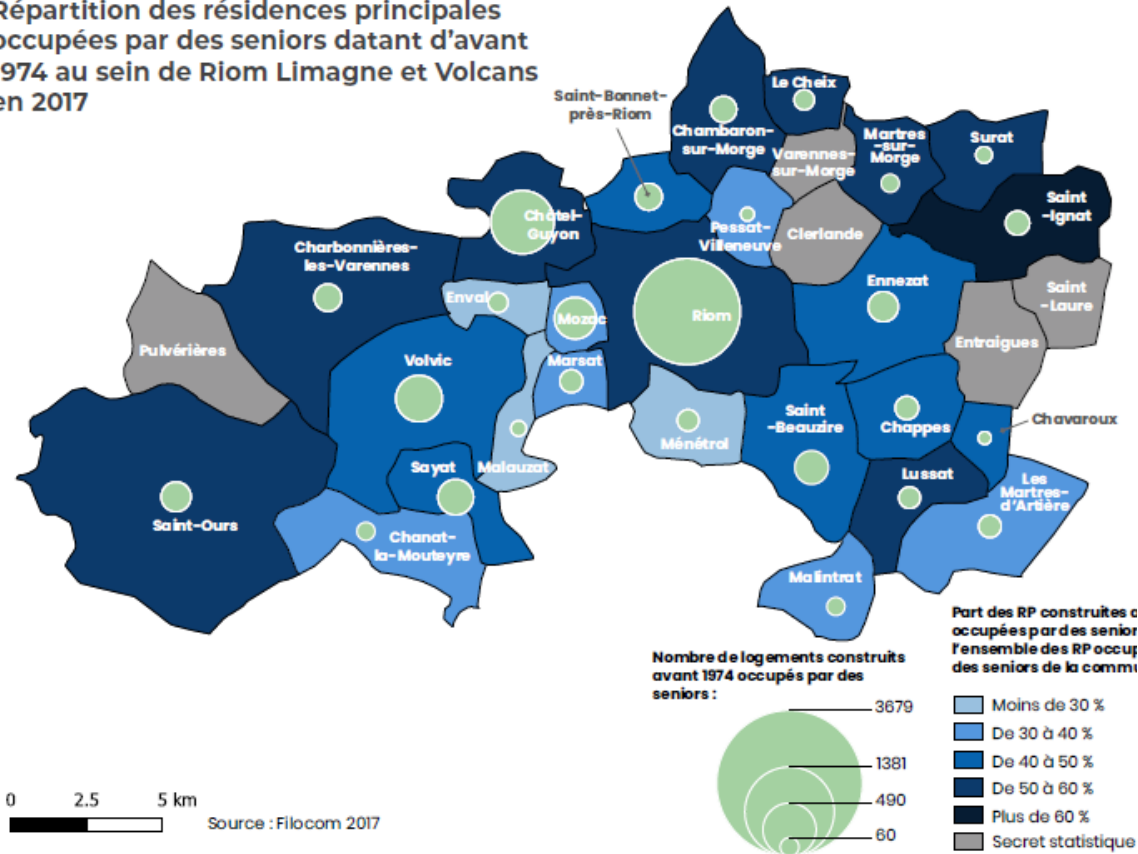 Répartition des résidences principales
occupées par des seniors datant d'avant
1974 au sein de Riom Limagne et Volcans
en 2017
Saint-Bonnet-
près-Riom
Le Cheix
Chambaron-
sur-Morge
Varennes-
sur-Morge
Martres
-sur-
Morge
Surat
Saint
-Ignat
Châtel-
Guyon
Pessat-
Villeneuve
Clerlande
Charbonnières-
les-Varennes
Ennezat
Saint
-Laure
Enval
Mozac
Riom
Entraigues
Pulvérières
Volvic
Marsat
Saint
-Beauzire
Chappes
Chavaroux
Ménétrol
Sayat
Malauzat
Lussat
Les
Martres-
d'Artière
Saint-Ours
Chanat-
la-Mouteyre
Malintrat
Nombre de logements construits
avant 1974 occupés par des
seniors :
3679
1381
490
60
Part des RP construites
occupées par des
l'ensemble des RP
des seniors de la
Moins de 30 %
De 30 à 40 %
De 40 à 50 %
De 50 à 60 %
Plus de 60 %
Secret statistique
0 2.5 5 km
Source : Filocom 2017